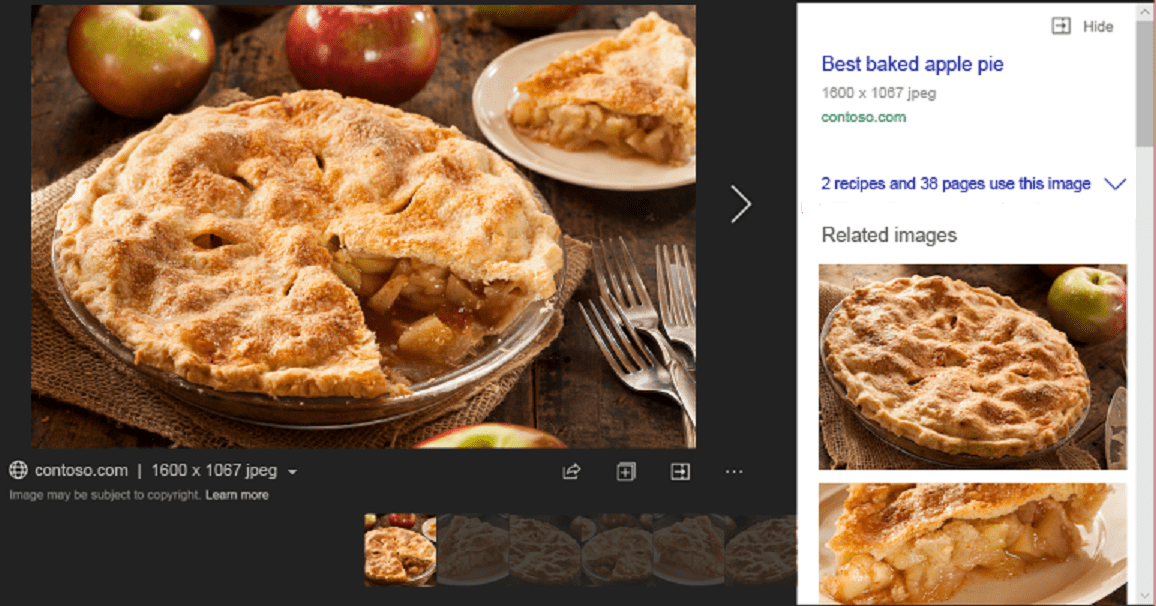 Hide
Best baked apple pie
1600 x 1067 jpeg
contoso.com
2 recipes and 38 pages use this image
Related images
contoso.com | 1600 x 1067 jpeg
Image may be subject to copyright. Learn more